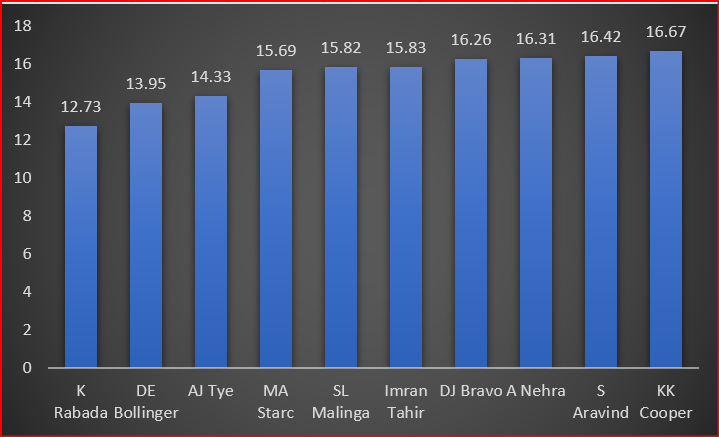 18
16
14
12
10
8
6
4
2
0
12.73
13.95
14.33
15.69
15.82
15.83
16.26
16.31
16.42
16.67
K
Rabada
DE
Bollinger
AJ Tye
MA
Starc
SL
Malinga
Imran
Tahir
DJ Bravo
A Nehra
S
Aravind
KK
Cooper